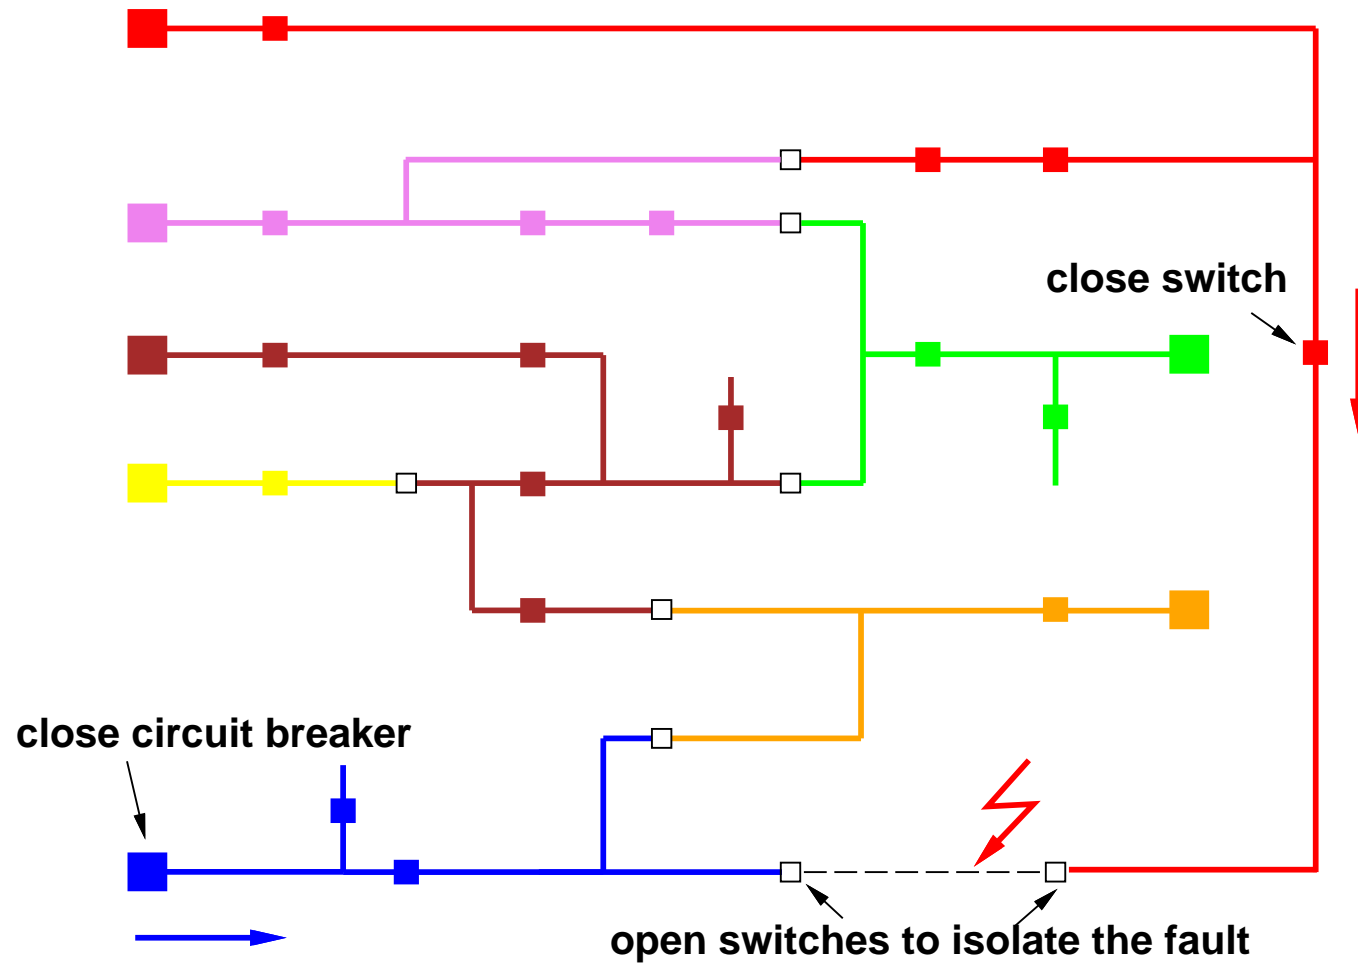 close switch
close circuit breaker
open switches to isolate the fault